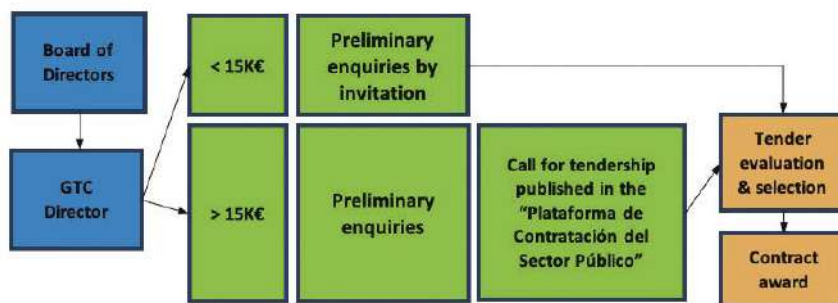 Board of
Directors
GTC
Director
< 15K€
Preliminary
enquiries by
invitation
> 15K€
Preliminary
enquiries
Call for tendership
published in the
“Plataforma de
Contratación del
Sector Público”
Tender
evaluation
& selection
Contract
award